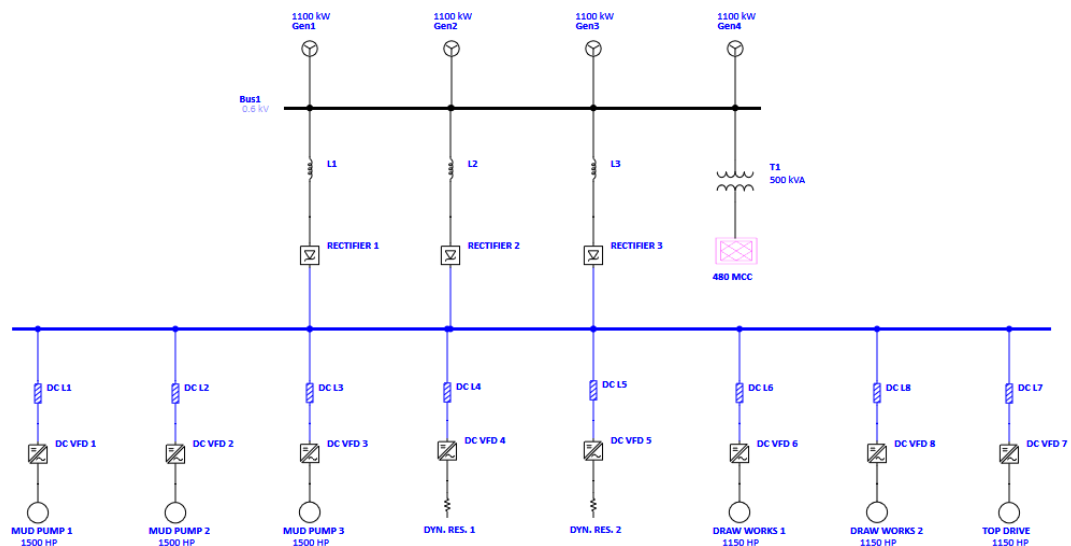 1100 kW
Gen1
1100 kW
Gen2
1100 kW
Gen3
1100 kW
Gen4
Bus1
0.6 kV
L1
L2
L3
T1
500 kVA
RECTIFIER 1
RECTIFIER 2
RECTIFIER 3
480 MCC
DC L1
DC L2
DC L3
DC L4
DC L5
DC L6
DC L8
DC L7
DC VFD 1
DC VFD 2
DC VFD 3
DC VFD 4
DC VFD 5
DC VFD 6
DC VFD 8
DC VFD 7
MUD PUMP 1
1500 HP
MUD PUMP 2
1500 HP
MUD PUMP 3
1500 HP
DYN. RES. 1
DYN. RES. 2
DRAW WORKS 1
1150 HP
DRAW WORKS 2
1150 HP
TOP DRIVE
1150 HP